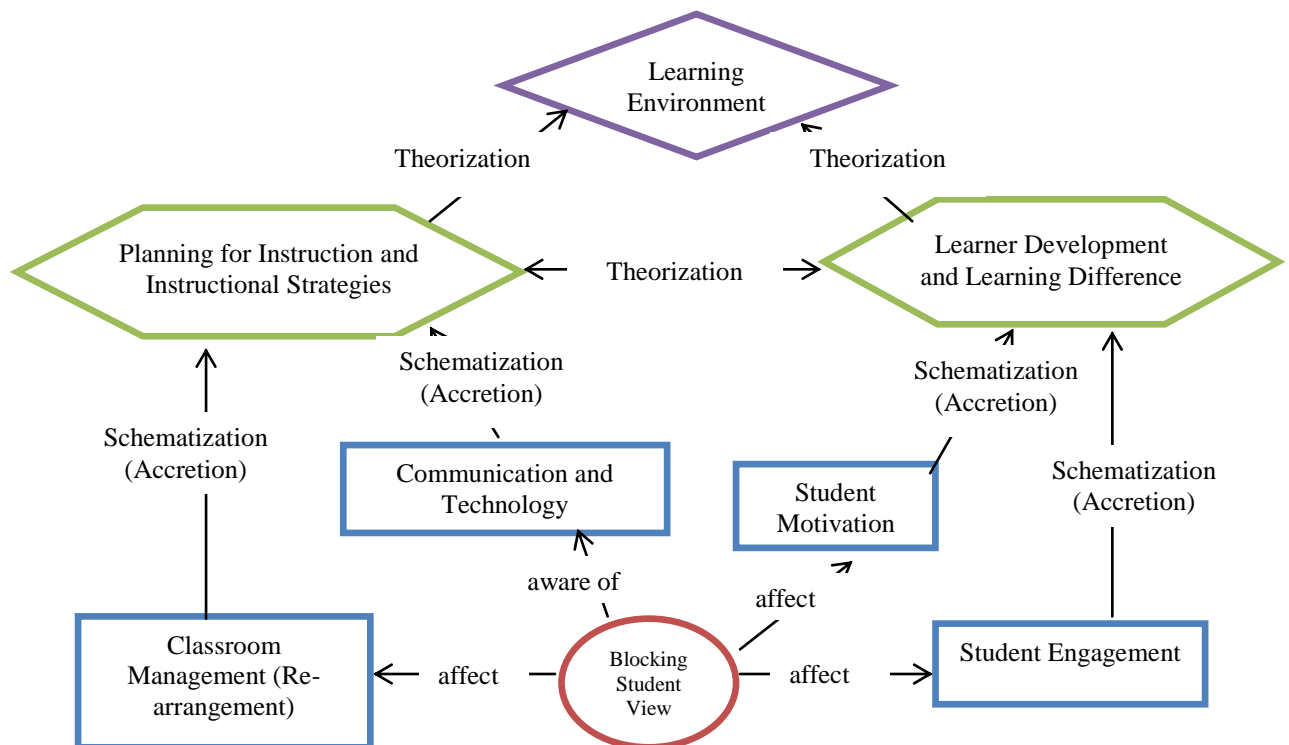 Learning
Environment
Theorization
Theorization
Planning for Instruction and
Instructional Strategies
Theorization
Learner Development
and Learning Difference
Schematization
(Accretion)
Schematization
(Accretion)
Schematization
(Accretion)
Communication and
Technology
Student
Motivation
Schematization
(Accretion)
aware of
affect
Classroom
Management (Re-
arrangement)
affect
Blocking
Student
View
affect
Student Engagement